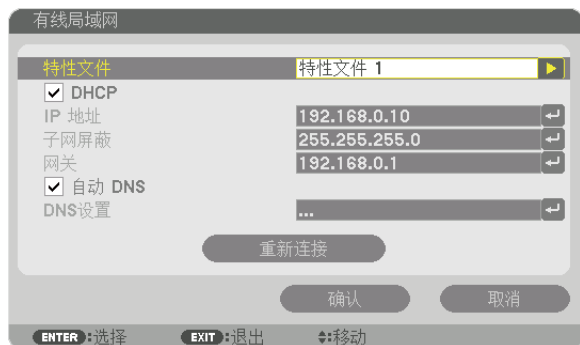 有线局域网
特性文件 特性文件 1
DHCP
IP 地址 192.168.0.10
子网屏蔽 255.255.255.0
网关 192.168.0.1
自动 DNS
DNS设置 ...
重新连接
确认 取消
ENTER:选择 EXIT:退出 :移动